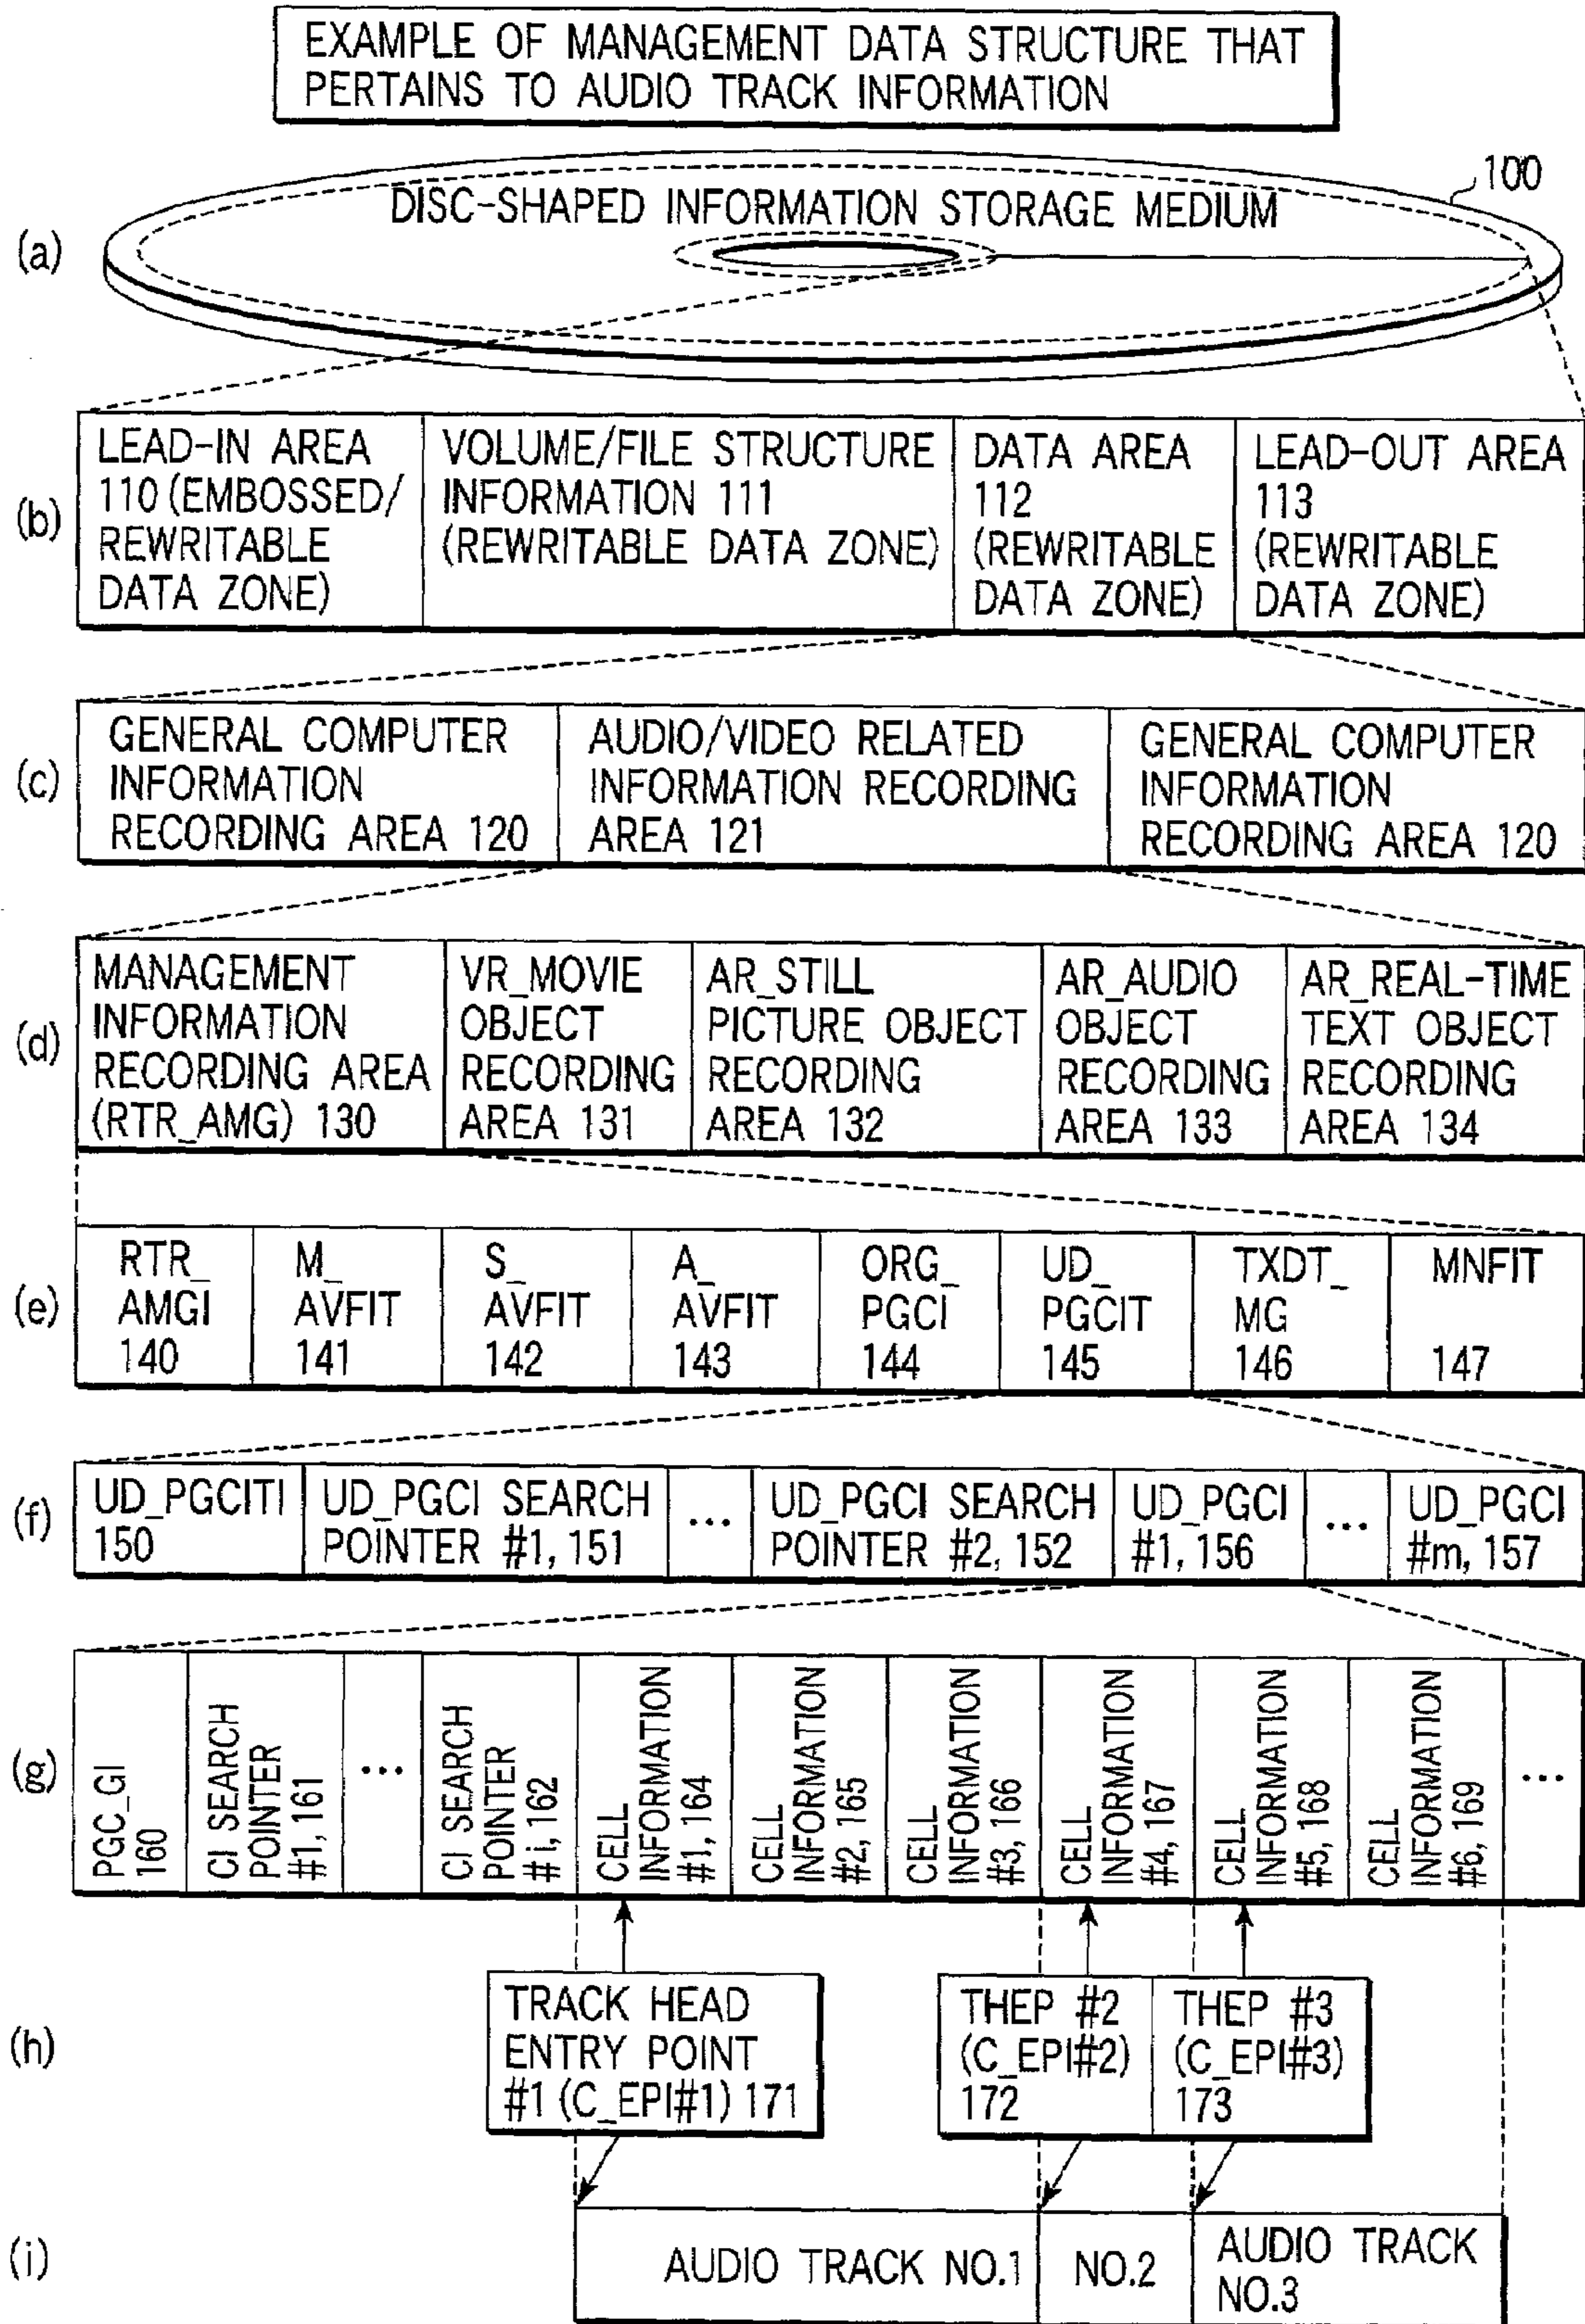 EXAMPLE OF MANAGEMENT DATA STRUCTURE THAT
PERTAINS TO AUDIO TRACK INFORMATION
100
DISC-SHAPED INFORMATION STORAGE MEDIUM
(a)
(b)
LEAD-IN AREA
110 (EMBOSSED/
REWRITABLE
DATA ZONE)
VOLUME/FILE STRUCTURE
INFORMATION 111
(REWRITABLE DATA ZONE)
DATA AREA
112
(REWRITABLE
DATA ZONE)
LEAD-OUT AREA
113
(REWRITABLE
DATA ZONE)
(c)
GENERAL COMPUTER
INFORMATION
RECORDING AREA 120
AUDIO/VIDEO RELATED
INFORMATION RECORDING
AREA 121
GENERAL COMPUTER
INFORMATION
RECORDING AREA 120
(d)
MANAGEMENT
INFORMATION
RECORDING AREA
(RTR_AMG) 130
VR_MOVIE
OBJECT
RECORDING
AREA 131
AR_STILL
PICTURE OBJECT
RECORDING
AREA 132
AR_AUDIO
OBJECT
RECORDING
AREA 133
AR_REAL-TIME
TEXT OBJECT
RECORDING
AREA 134
(e)
RTR_
AMGI
140
M_
AVFIT
141
S_
AVFIT
142
A_
AVFIT
143
ORG_
PGCI
144
UD_
PGCIT
145
TXDT_
MG
146
MNFIT
147
(f)
UD_PGCITI
150
UD_PGCI SEARCH
POINTER #1, 151
...
UD_PGCI SEARCH
POINTER #2, 152
UD_PGCI
#1, 156
...
UD_PGCI
#m, 157
(g)
PGC_GI
160
CI SEARCH
POINTER
#1, 161
...
CI SEARCH
POINTER
# i, 162
CELL
INFORMATION
#1, 164
CELL
INFORMATION
#2, 165
CELL
INFORMATION
#3, 166
CELL
INFORMATION
#4, 167
CELL
INFORMATION
#5, 168
CELL
INFORMATION
#6, 169
...
(h)
TRACK HEAD
ENTRY POINT
#1 (C_EPI#1) 171
THEP #2
(C_EPI#2)
172
THEP #3
(C_EPI#3)
173
(i)
AUDIO TRACK NO.1
NO.2
AUDIO TRACK
NO.3